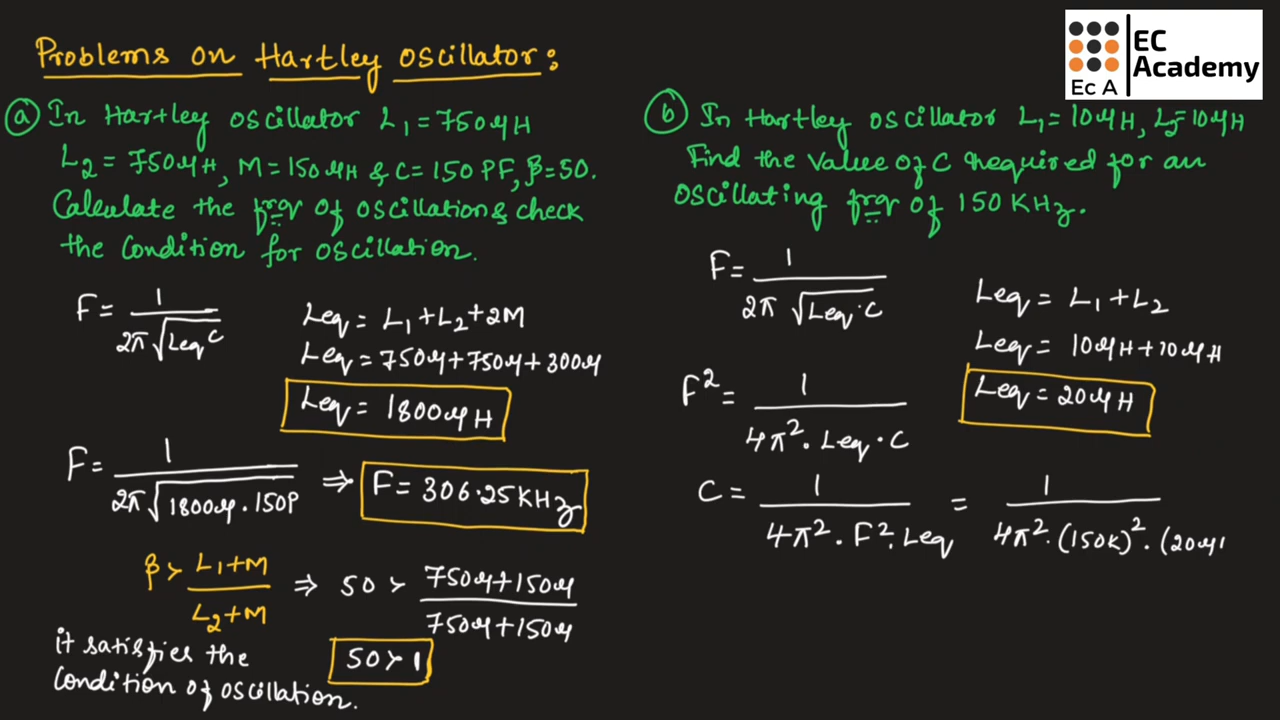 Problems on Hartley oscillator:
EC
Academy
Ec A
a In Hartley oscillator L₁ = 750μH
L₂ = 750μH, M = 150μH & C = 150 PF, β = 50.
Calculate the frqy of oscillation & check
the Condition for oscillation.
F = 1 / 2π √Leq C
Leq = L₁ + L₂ + 2M
Leq = 750μ + 750μ + 300μ
Leq = 1800μH
F = 1 / 2π √1800μ · 150P ⇒ F = 306.25 KHz
β > L₁+M / L₂+M ⇒ 50 > 750μ+150μ / 750μ+150μ
it satisfies the
Condition of oscillation.
50 > 1
b In Hartley oscillator L₁ = 10μH, L₂ = 10μH
Find the value of C required for an
oscillating frqy of 150 KHz.
F = 1 / 2π √Leq · C
Leq = L₁ + L₂
Leq = 10μH + 10μH
Leq = 20μH
F² = 1 / 4π² · Leq · C
C = 1 / 4π² · F² · Leq = 1 / 4π² · (150K)² · (20μ